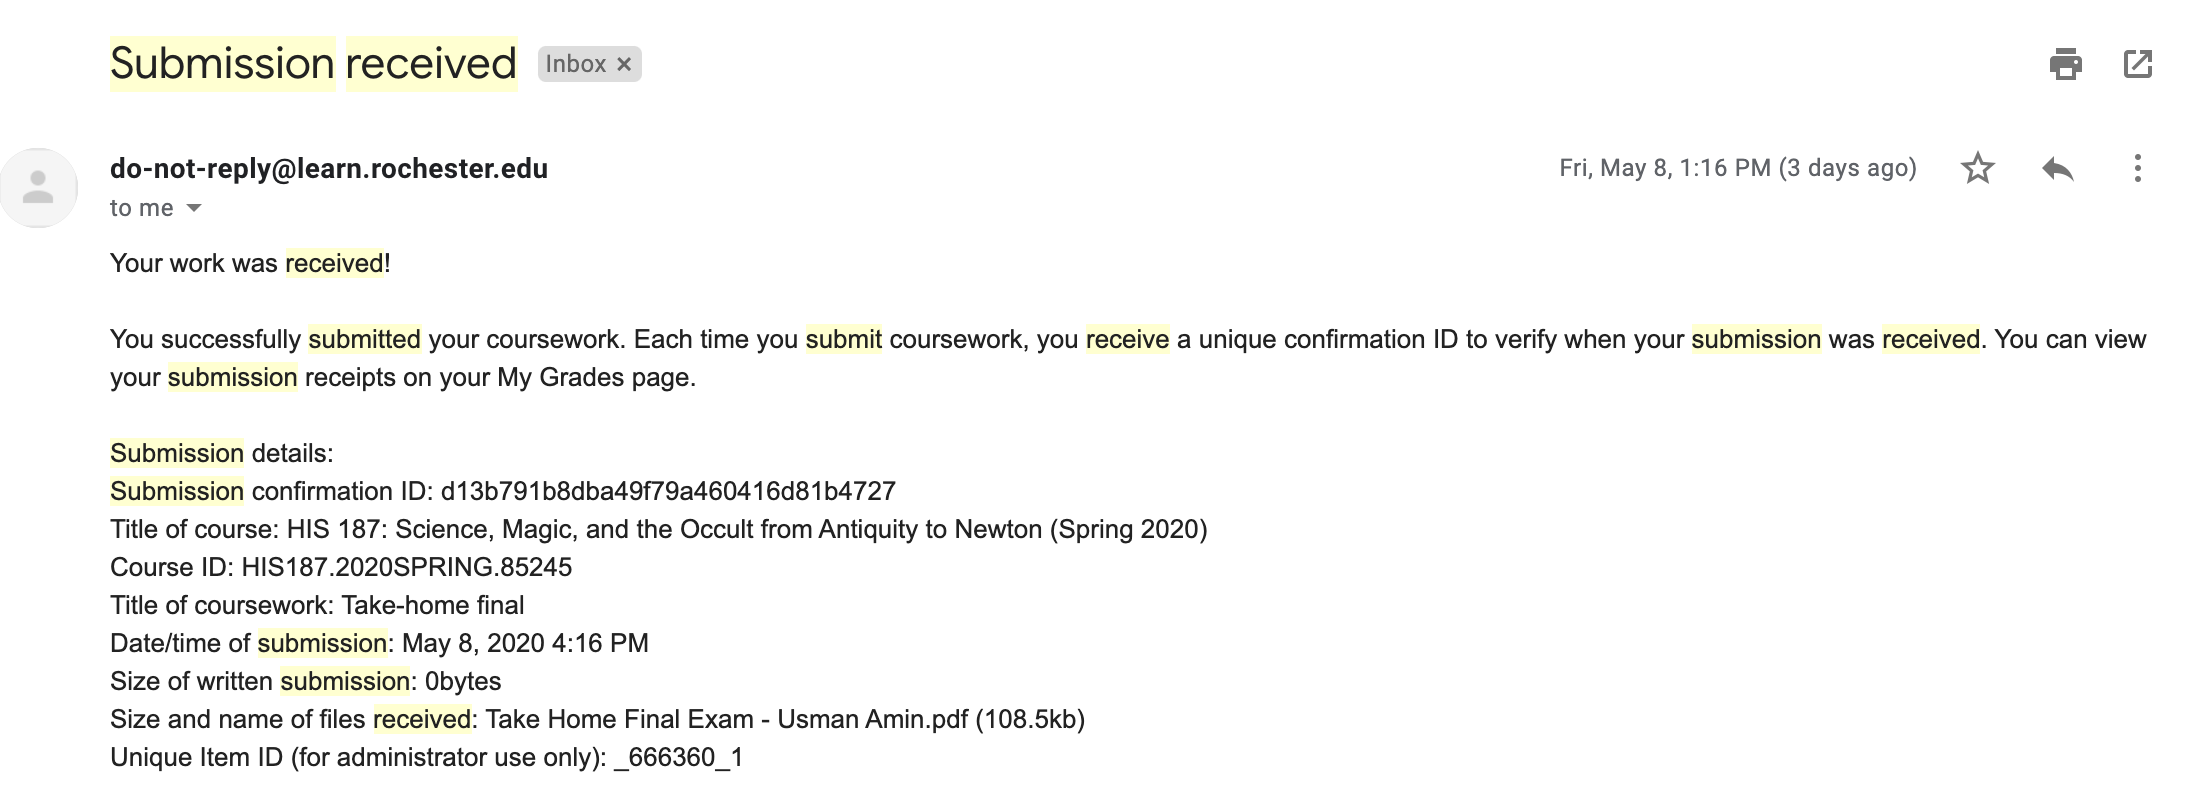 Submission received Inbox ×
do-not-reply@learn.rochester.edu Fri, May 8, 1:16 PM (3 days ago)
to me
Your work was received!
You successfully submitted your coursework. Each time you submit coursework, you receive a unique confirmation ID to verify when your submission was received. You can view
your submission receipts on your My Grades page.
Submission details:
Submission confirmation ID: d13b791b8dba49f79a460416d81b4727
Title of course: HIS 187: Science, Magic, and the Occult from Antiquity to Newton (Spring 2020)
Course ID: HIS187.2020SPRING.85245
Title of coursework: Take-home final
Date/time of submission: May 8, 2020 4:16 PM
Size of written submission: 0bytes
Size and name of files received: Take Home Final Exam - Usman Amin.pdf (108.5kb)
Unique Item ID (for administrator use only): _666360_1